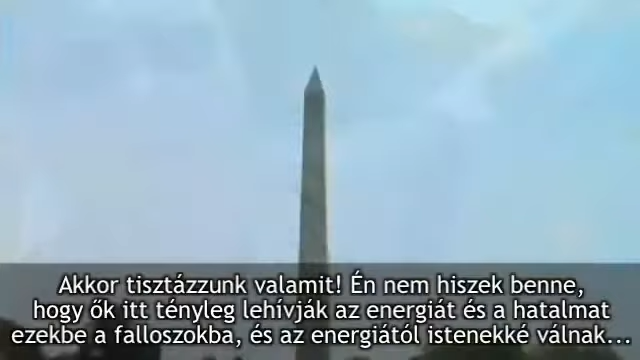 Akkor tisztázzunk valamit! Én nem hiszek benne,
hogy ők itt tényleg lehívják az energiát és a hatalmat
ezekbe a falloszokba, és az energiától istenekké válnak...